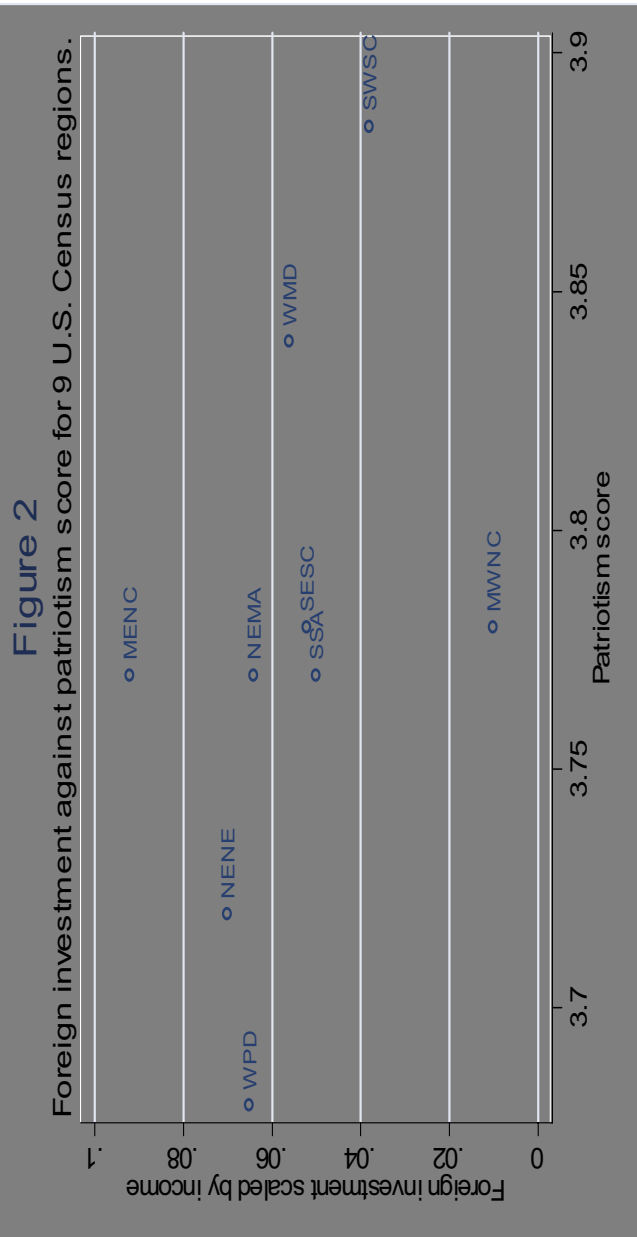 Figure 2
Foreign investment against patriotism score for 9 U.S. Census regions.
Foreign investment scaled by income
.1
.08
.06
.04
.02
0
MENC
NENE
WPD
NEMA
WMD
SESC
SSA
SWSC
MWNC
3.7
3.75
3.8
3.85
3.9
Patriotism score